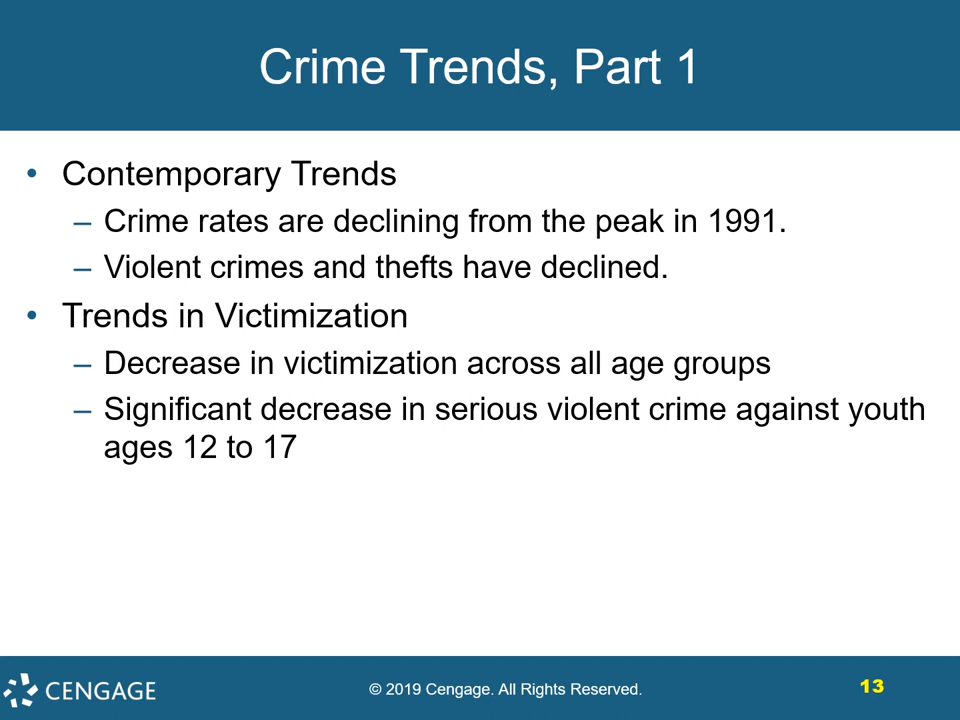 Crime Trends, Part 1
• Contemporary Trends
– Crime rates are declining from the peak in 1991.
– Violent crimes and thefts have declined.
• Trends in Victimization
– Decrease in victimization across all age groups
– Significant decrease in serious violent crime against youth
ages 12 to 17
CENGAGE
© 2019 Cengage. All Rights Reserved.
13